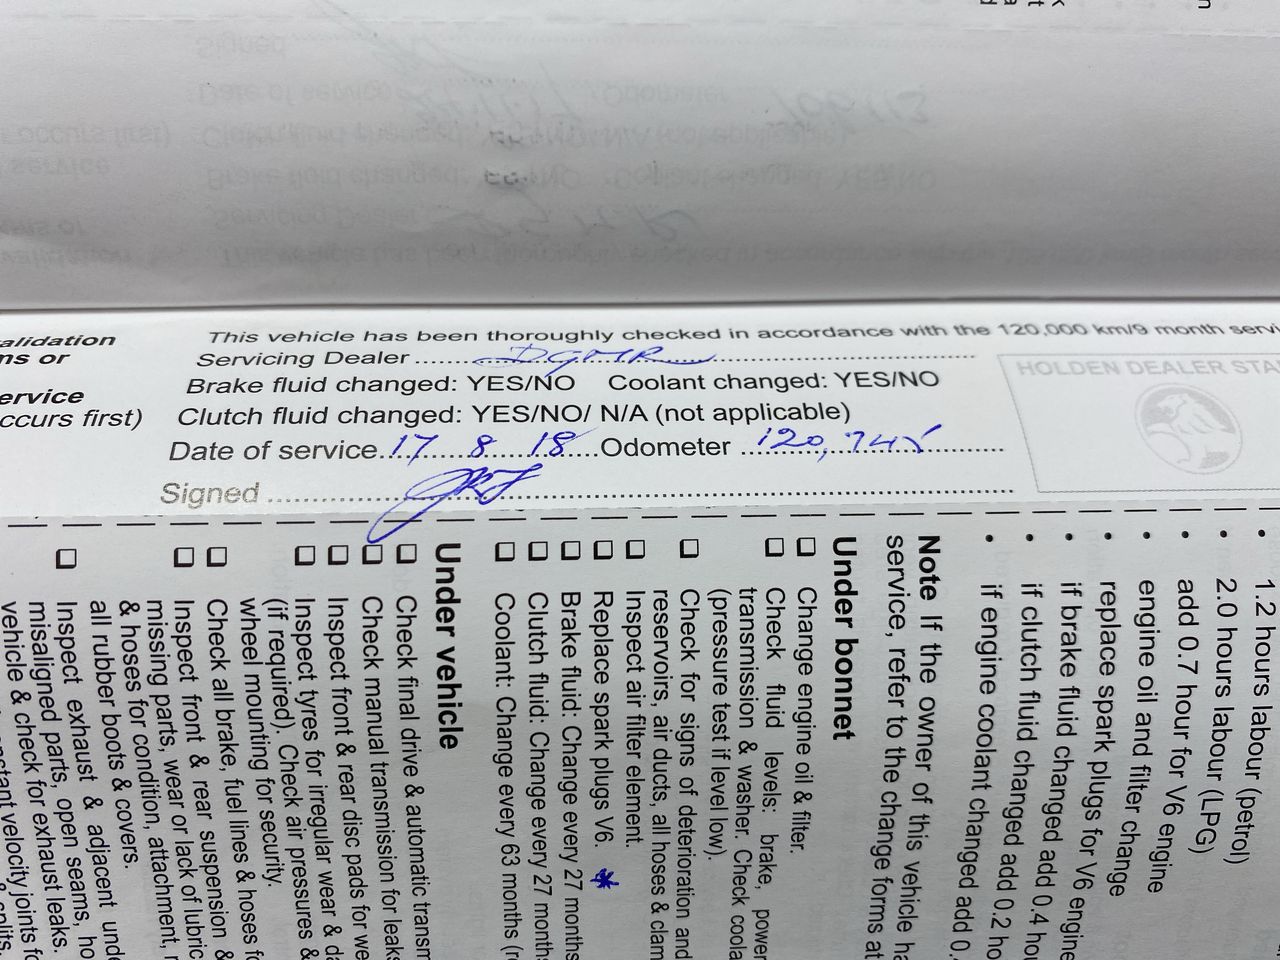 alidation
ns or
ervice
ccurs first)
This vehicle has been thoroughly checked in accordance with the 120,000 km/9 month servi
Servicing Dealer ...... DGMR ......
Brake fluid changed: YES/NO Coolant changed: YES/NO
Clutch fluid changed: YES/NO/ N/A (not applicable)
Date of service 17 8 18 Odometer
Signed
HOLDEN DEALER STA
• 1.2 hours labour (petrol)
• 2.0 hours labour (LPG)
• add 0.7 hour for V6 engine
• engine oil and filter change
• replace spark plugs for V6 engine
• if brake fluid changed add 0.4 hou
• if clutch fluid changed add 0.2 ho
• if engine coolant changed add 0.
Note If the owner of this vehicle ha
service, refer to the change forms at
Under bonnet
❑ Change engine oil & filter.
❑ Check fluid levels: brake, power
transmission & washer. Check coola
(pressure test if level low).
❑ Check for signs of deterioration and
reservoirs, air ducts, all hoses & clam
❑ Inspect air filter element.
❑ Replace spark plugs V6. *
❑ Brake fluid: Change every 27 months
❑ Clutch fluid: Change every 27 months
❑ Coolant: Change every 63 months (r
Under vehicle
❑ Check final drive & automatic transm
❑ Check manual transmission for leaks
❑ Inspect front & rear disc pads for we
❑ Inspect tyres for irregular wear & da
(if required). Check air pressures &
wheel mounting for security.
❑ Check all brake, fuel lines & hoses fo
❑ Inspect front & rear suspension &
missing parts, wear or lack of lubric
& hoses for condition, attachment, r
all rubber boots & covers.
❑ Inspect exhaust & adjacent unde
misaligned parts, open seams, ho
vehicle & check for exhaust leaks.
stant velocity joints fo